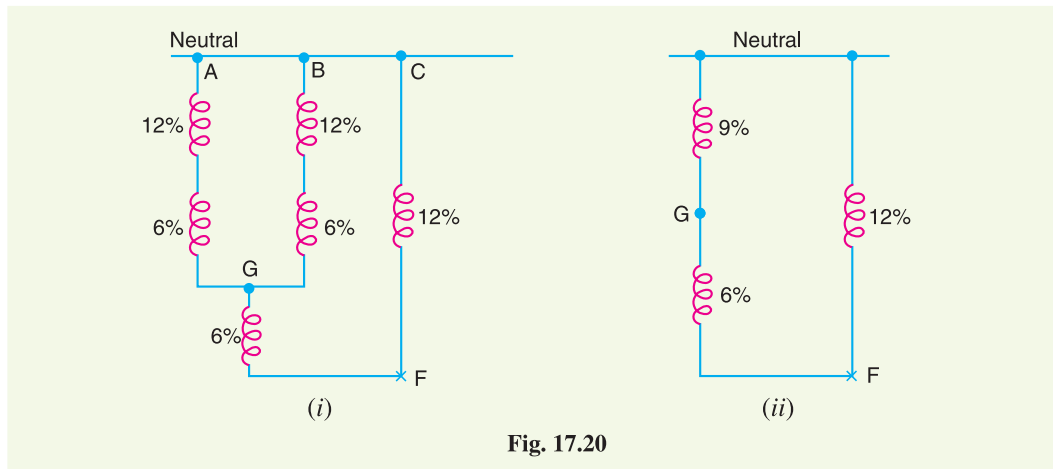 Neutral
A
B
C
12%
12%
6%
6%
12%
G
6%
F
(i)
Neutral
9%
G
12%
6%
F
(ii)
Fig. 17.20